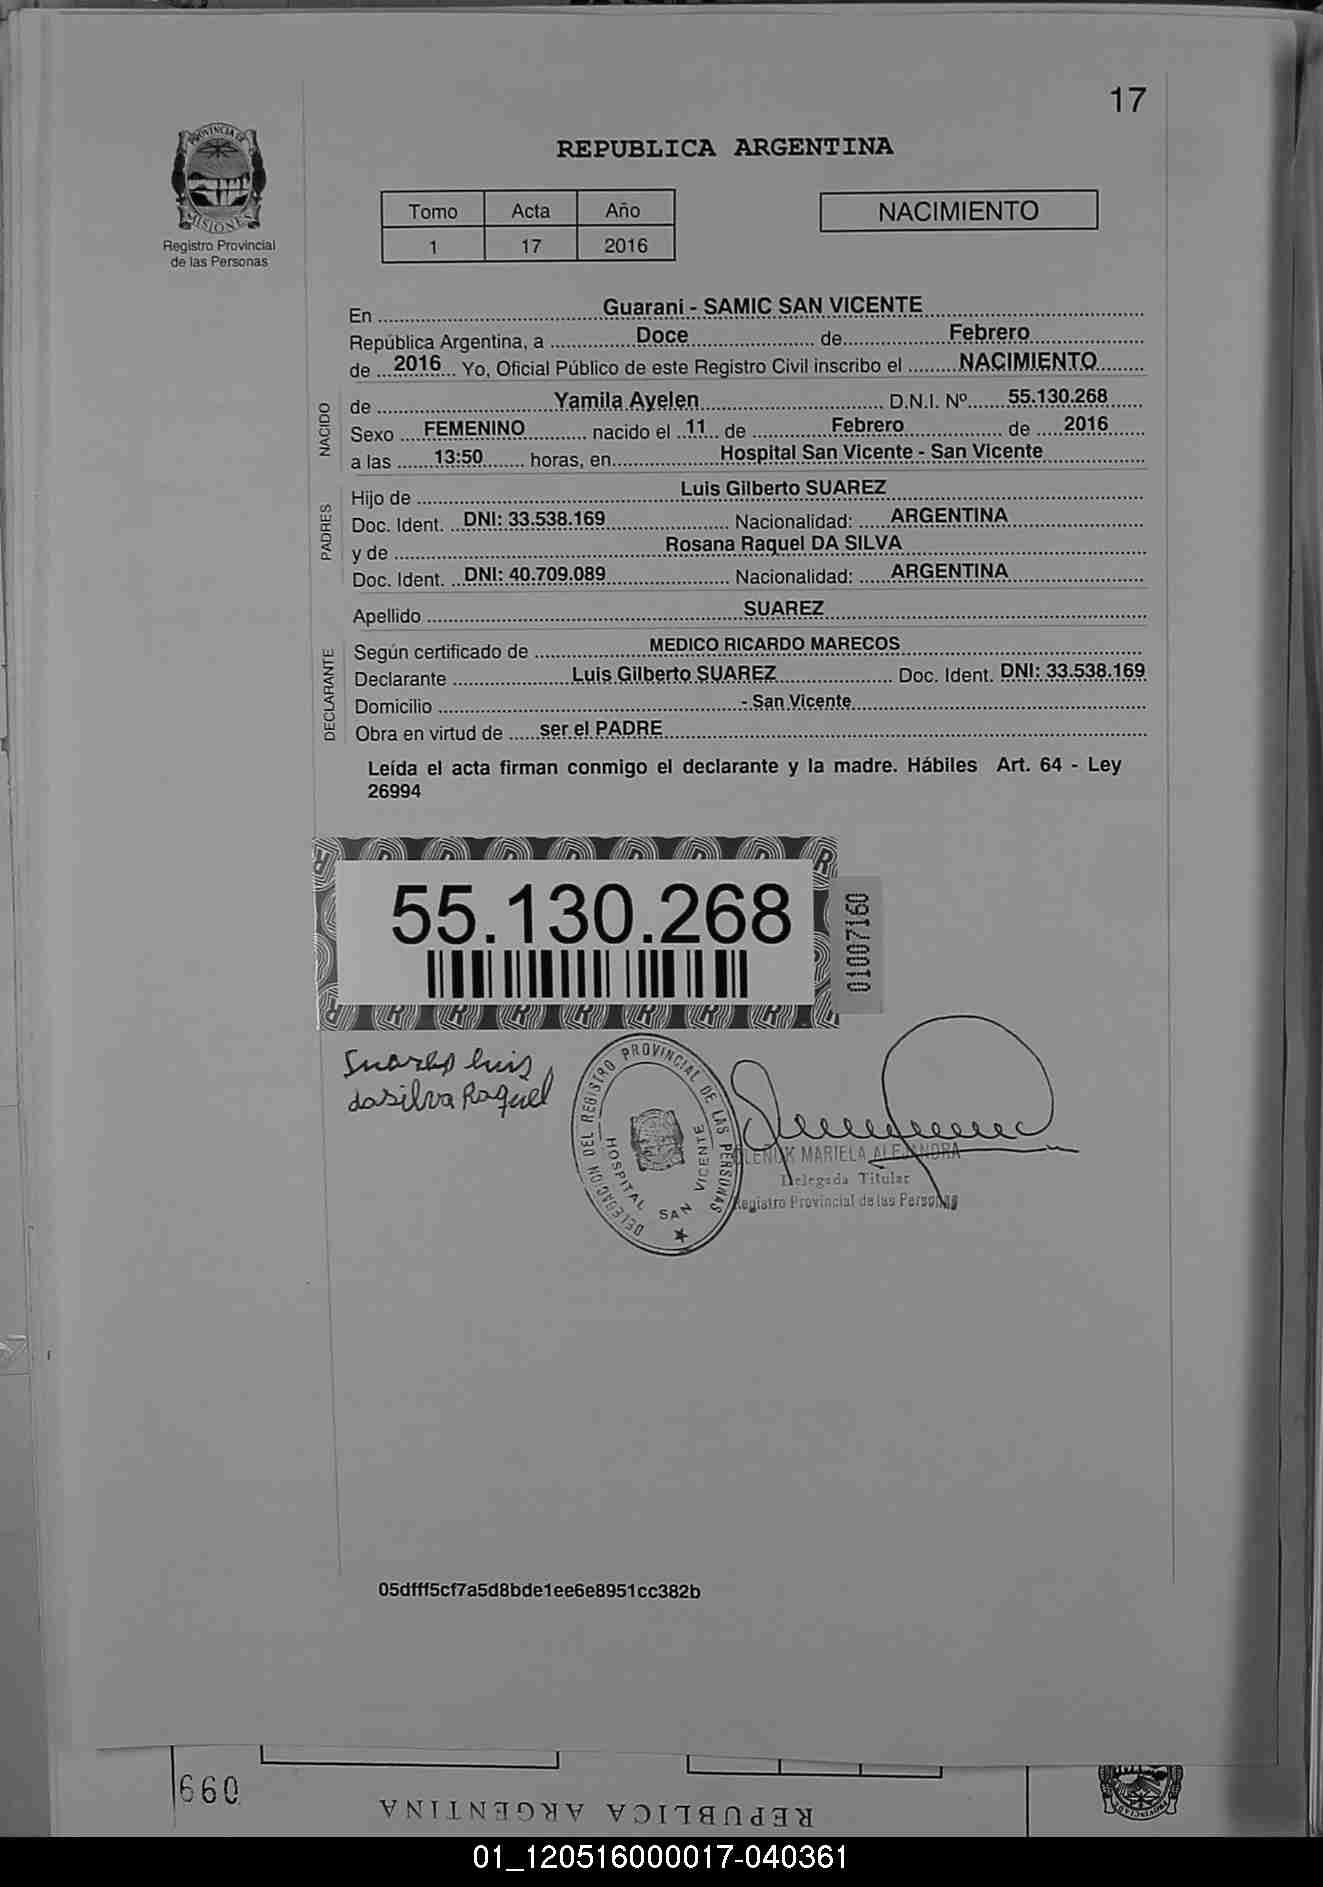 17
PROVINCIA DE
MISIONES
Registro Provincial
de las Personas
REPUBLICA ARGENTINA
Tomo Acta Año
1 17 2016
NACIMIENTO
En Guarani - SAMIC SAN VICENTE
República Argentina, a Doce de Febrero
de 2016 Yo, Oficial Público de este Registro Civil inscribo el NACIMIENTO
NACIDO
de Yamila Ayelen D.N.I. Nº 55.130.268
Sexo FEMENINO nacido el 11 de Febrero de 2016
a las 13:50 horas, en Hospital San Vicente - San Vicente
PADRES
Hijo de Luis Gilberto SUAREZ
Doc. Ident. DNI: 33.538.169 Nacionalidad: ARGENTINA
y de Rosana Raquel DA SILVA
Doc. Ident. DNI: 40.709.089 Nacionalidad: ARGENTINA
Apellido SUAREZ
DECLARANTE
Según certificado de MEDICO RICARDO MARECOS
Declarante Luis Gilberto SUAREZ Doc. Ident. DNI: 33.538.169
Domicilio - San Vicente
Obra en virtud de ser el PADRE
Leída el acta firman conmigo el declarante y la madre. Hábiles Art. 64 - Ley
26994
55.130.268
01007160
Suarez Luis
dasilva Raquel
DELEGACION DEL REGISTRO PROVINCIAL DE LAS PERSONAS
HOSPITAL SAN VICENTE
MARIELA ALEJANDRA
Delegada Titular
Registro Provincial de las Personas
05dfff5cf7a5d8bde1ee6e8951cc382b
660
REPUBLICA ARGENTINA
01_120516000017-040361